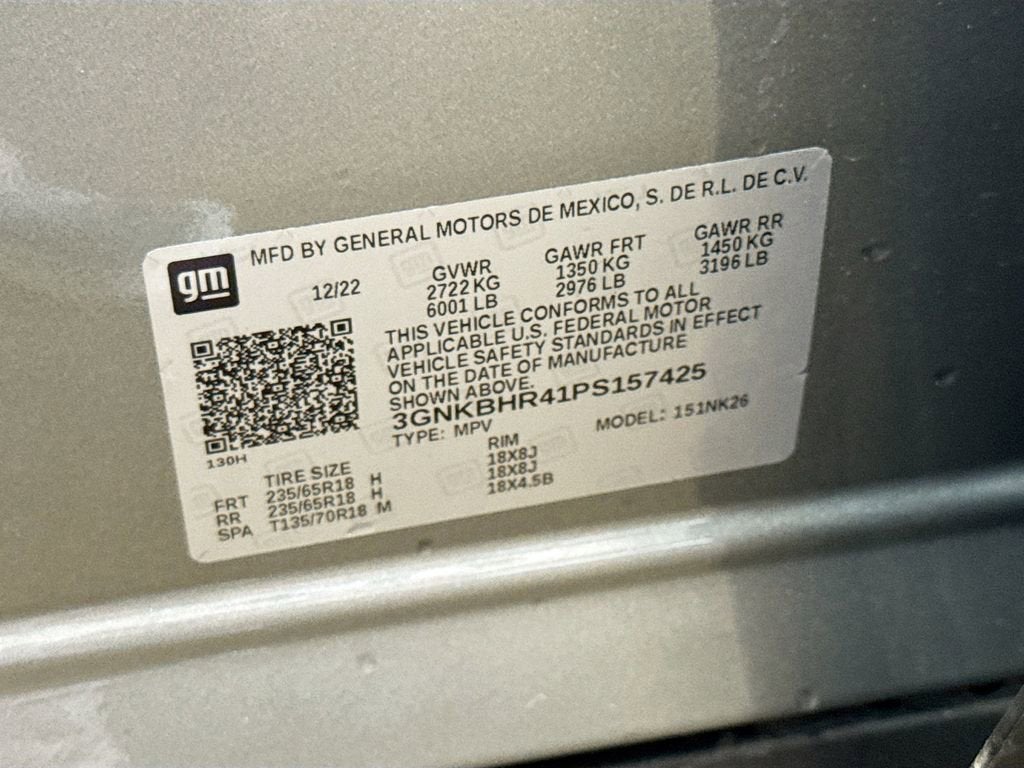 gm
MFD BY GENERAL MOTORS DE MEXICO, S. DE R.L. DE C.V.
12/22 GVWR GAWR FRT GAWR RR
2722 KG 1350 KG 1450 KG
6001 LB 2976 LB 3196 LB
THIS VEHICLE CONFORMS TO ALL
APPLICABLE U.S. FEDERAL MOTOR
VEHICLE SAFETY STANDARDS IN EFFECT
ON THE DATE OF MANUFACTURE
SHOWN ABOVE.
3GNKBHR41PS157425
TYPE: MPV MODEL: 151NK26
130H
TIRE SIZE RIM
FRT 235/65R18 H 18X8J
RR 235/65R18 H 18X8J
SPA T135/70R18 M 18X4.5B